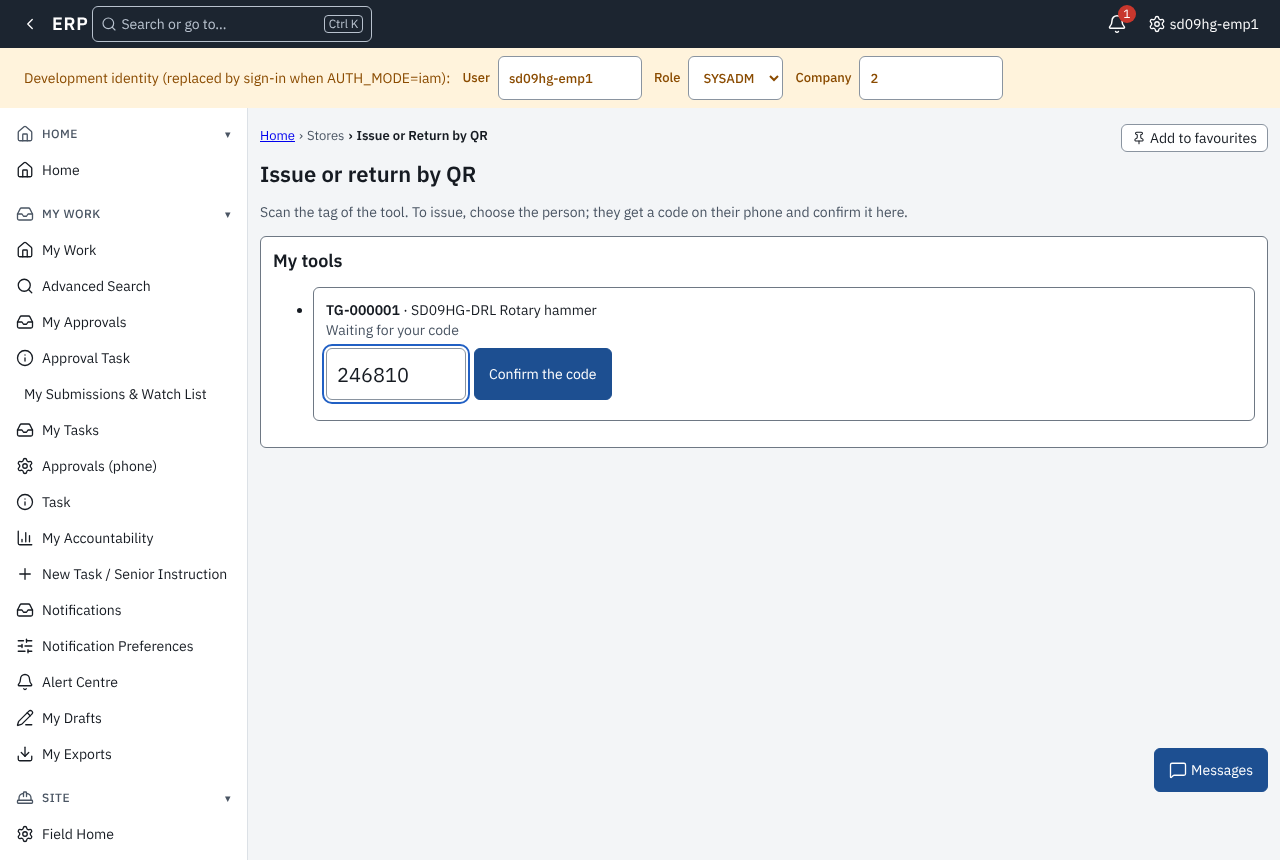 ERP
Search or go to...
Ctrl K
1
sd09hg-emp1
Development identity (replaced by sign-in when AUTH_MODE=iam):
User
sd09hg-emp1
Role
SYSADM
Company
2
HOME
Home
MY WORK
My Work
Advanced Search
My Approvals
Approval Task
My Submissions & Watch List
My Tasks
Approvals (phone)
Task
My Accountability
New Task / Senior Instruction
Notifications
Notification Preferences
Alert Centre
My Drafts
My Exports
SITE
Field Home
Home › Stores › Issue or Return by QR
Add to favourites
Issue or return by QR
Scan the tag of the tool. To issue, choose the person; they get a code on their phone and confirm it here.
My tools
TG-000001 · SD09HG-DRL Rotary hammer
Waiting for your code
246810
Confirm the code
Messages